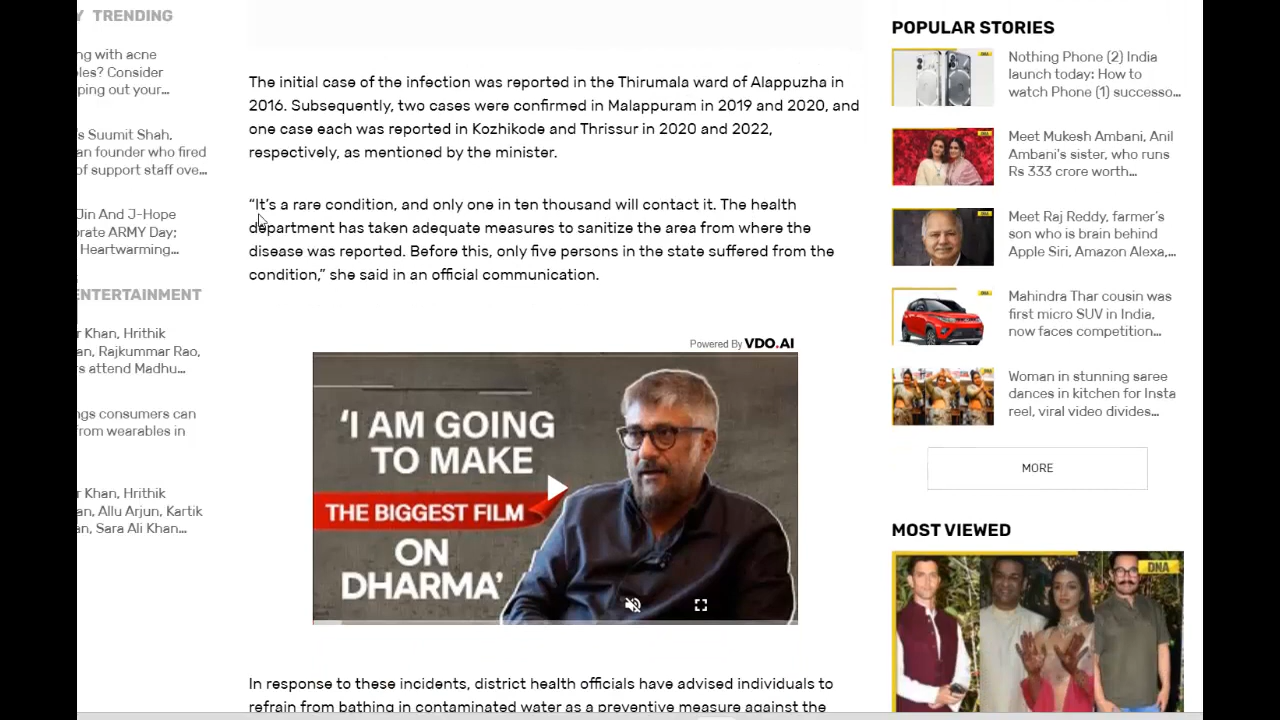 Y TRENDING
ng with acne
les? Consider
ping out your...
s Suumit Shah,
an founder who fired
of support staff ove...
Jin And J-Hope
rate ARMY Day:
Heartwarming...
ENTERTAINMENT
r Khan, Hrithik
an, Rajkummar Rao,
s attend Madhu...
ngs consumers can
from wearables in
r Khan, Hrithik
an, Allu Arjun, Kartik
an, Sara Ali Khan...
The initial case of the infection was reported in the Thirumala ward of Alappuzha in
2016. Subsequently, two cases were confirmed in Malappuram in 2019 and 2020, and
one case each was reported in Kozhikode and Thrissur in 2020 and 2022,
respectively, as mentioned by the minister.
“It’s a rare condition, and only one in ten thousand will contact it. The health
department has taken adequate measures to sanitize the area from where the
disease was reported. Before this, only five persons in the state suffered from the
condition,” she said in an official communication.
Powered By VDO.AI
‘I AM GOING
TO MAKE
THE BIGGEST FILM
ON
DHARMA’
In response to these incidents, district health officials have advised individuals to
refrain from bathing in contaminated water as a preventive measure against the
POPULAR STORIES
Nothing Phone (2) India
launch today: How to
watch Phone (1) successo...
Meet Mukesh Ambani, Anil
Ambani's sister, who runs
Rs 333 crore worth...
Meet Raj Reddy, farmer’s
son who is brain behind
Apple Siri, Amazon Alexa,...
Mahindra Thar cousin was
first micro SUV in India,
now faces competition...
Woman in stunning saree
dances in kitchen for Insta
reel, viral video divides...
MORE
MOST VIEWED
DNA